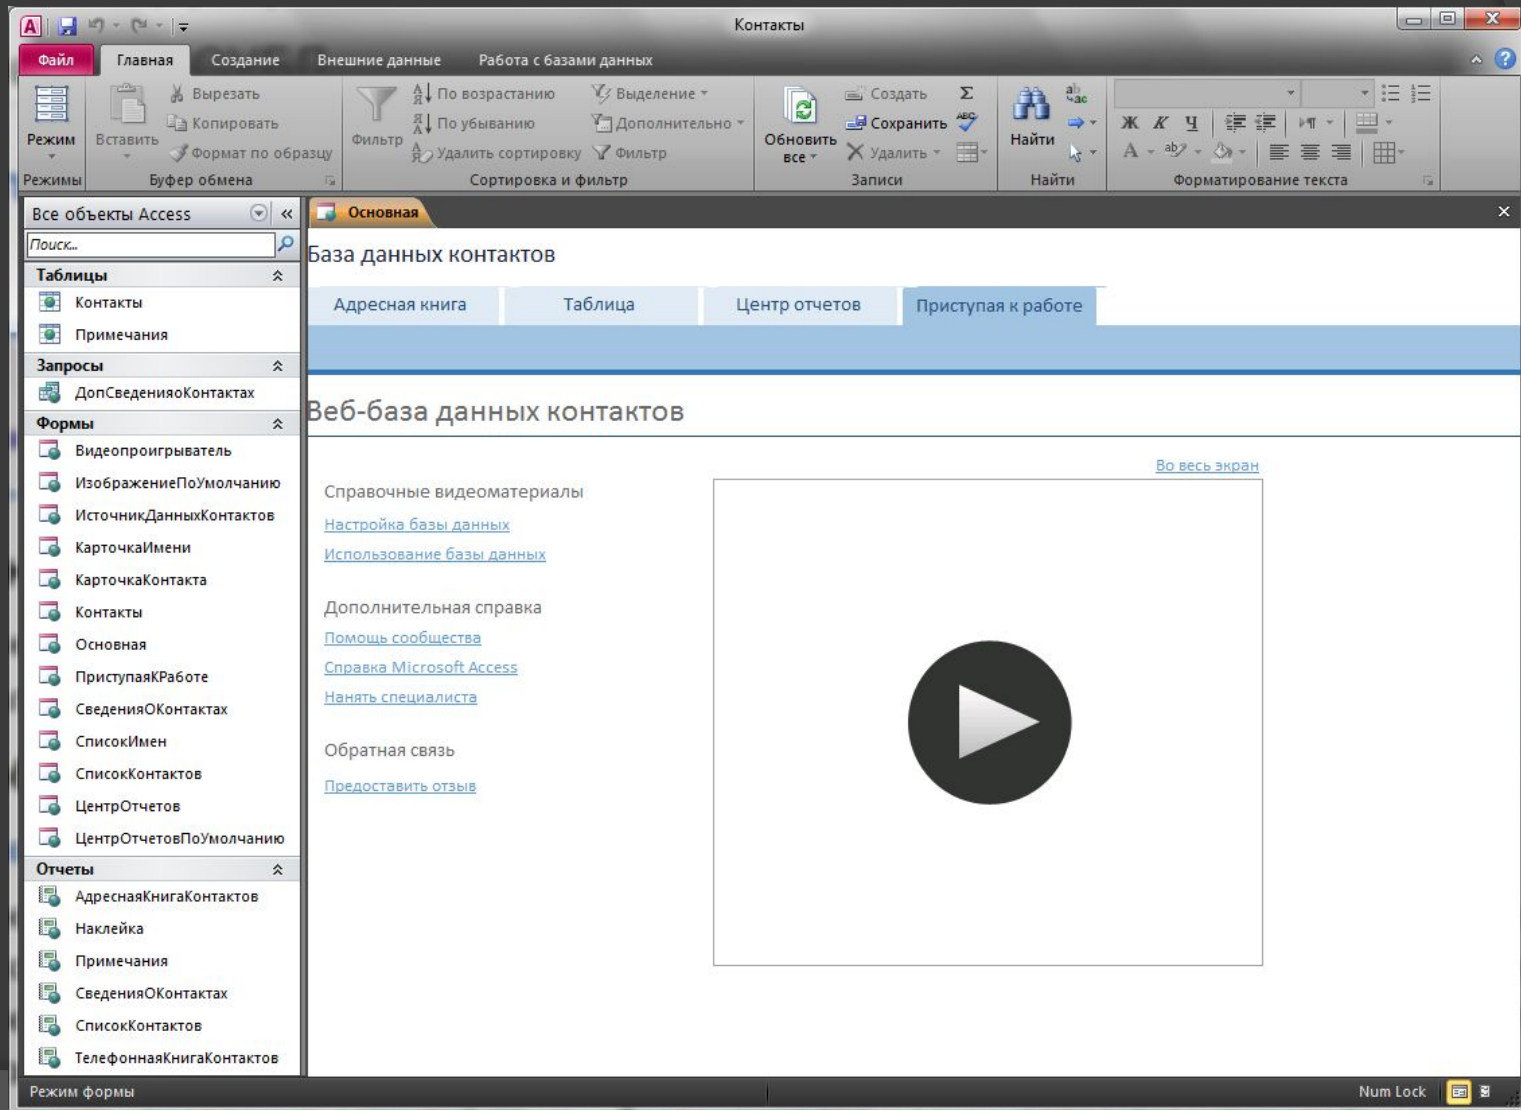 Контакты
Файл Главная Создание Внешние данные Работа с базами данных
Режим
Режимы
Вставить
Вырезать
Копировать
Формат по образцу
Буфер обмена
Фильтр
По возрастанию
По убыванию
Удалить сортировку
Выделение
Дополнительно
Фильтр
Сортировка и фильтр
Обновить
все
Создать
Сохранить
Удалить
Записи
Найти
Найти
Ж К Ч
Форматирование текста
Все объекты Access
Поиск...
Таблицы
Контакты
Примечания
Запросы
ДопСведенияоКонтактах
Формы
Видеопроигрыватель
ИзображениеПоУмолчанию
ИсточникДанныхКонтактов
КарточкаИмени
КарточкаКонтакта
Контакты
Основная
ПриступаяКРаботе
СведенияОКонтактах
СписокИмен
СписокКонтактов
ЦентрОтчетов
ЦентрОтчетовПоУмолчанию
Отчеты
АдреснаяКнигаКонтактов
Наклейка
Примечания
СведенияОКонтактах
СписокКонтактов
ТелефоннаяКнигаКонтактов
Основная
База данных контактов
Адресная книга Таблица Центр отчетов Приступая к работе
Веб-база данных контактов
Во весь экран
Справочные видеоматериалы
Настройка базы данных
Использование базы данных
Дополнительная справка
Помощь сообщества
Справка Microsoft Access
Нанять специалиста
Обратная связь
Предоставить отзыв
Режим формы
Num Lock